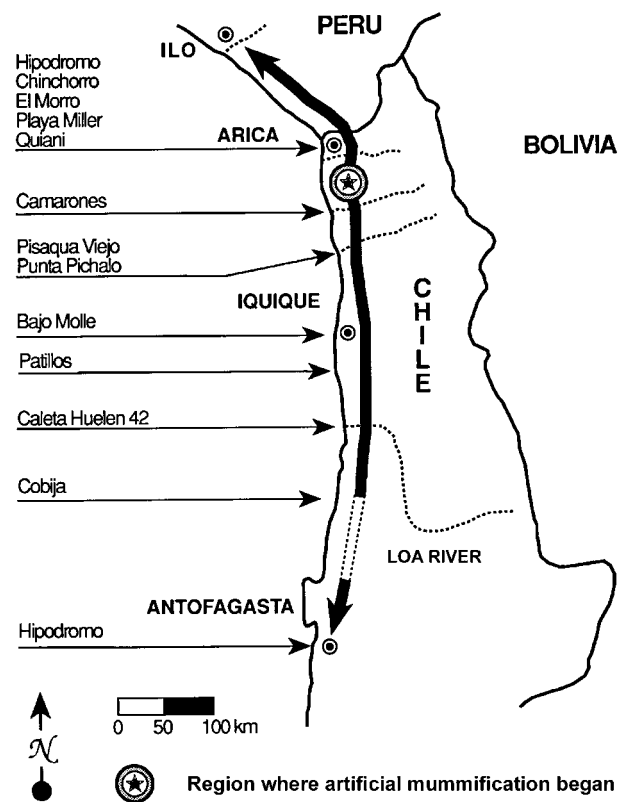 PERU
ILO
Hipodromo
Chinchorro
El Morro
Playa Miller
Quiani
ARICA
BOLIVIA
Camarones
Pisaqua Viejo
Punta Pichalo
IQUIQUE
CHILE
Bajo Molle
Patillos
Caleta Huelen 42
Cobija
LOA RIVER
ANTOFAGASTA
Hipodromo
0 50 100 km
N
Region where artificial mummification began